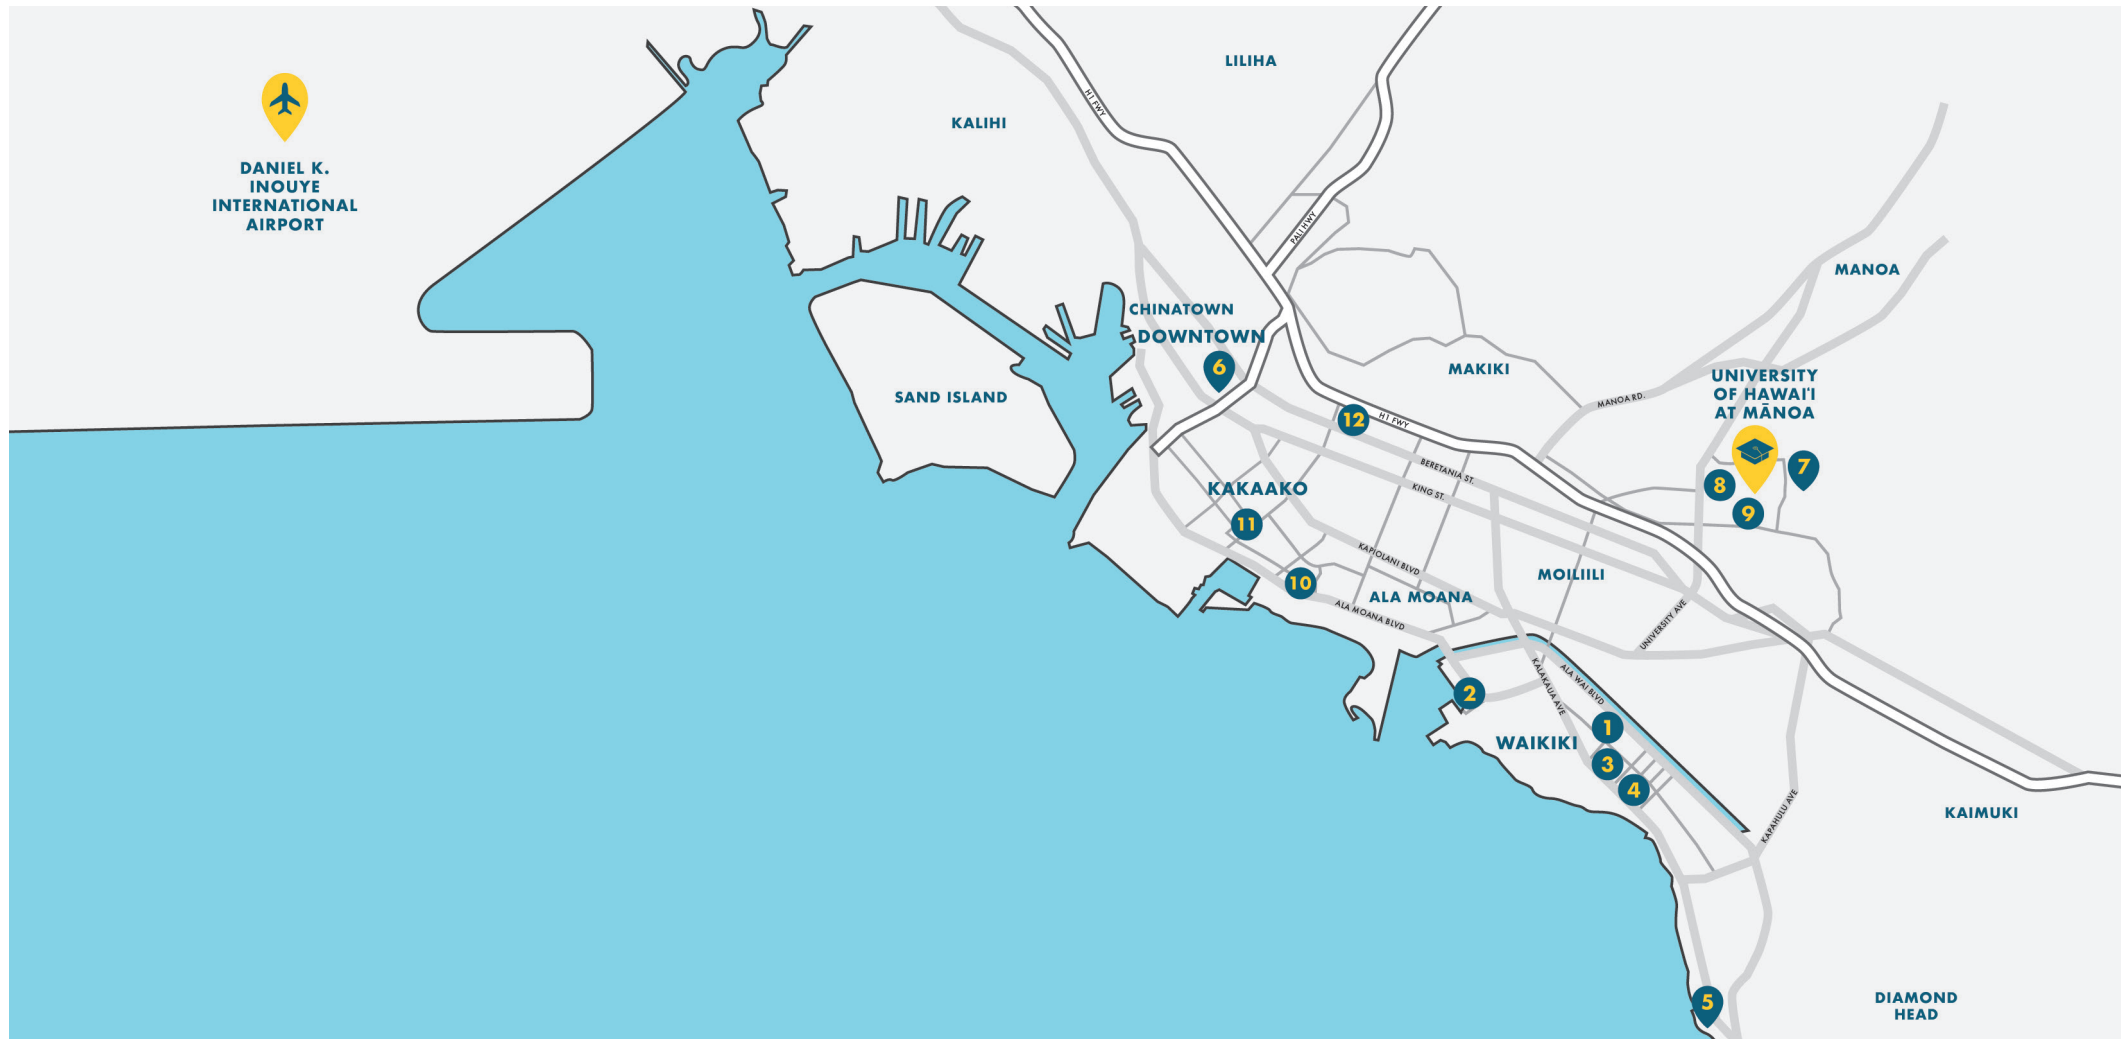 LILIHA
H1 FWY
KALIHI
DANIEL K.
INOUYE
INTERNATIONAL
AIRPORT
PALI HWY
MANOA
CHINATOWN
DOWNTOWN
6
MAKIKI
UNIVERSITY
OF HAWAIʻI
AT MĀNOA
SAND ISLAND
MANOA RD.
12
H1 FWY
BERETANIA ST.
KING ST.
7
8
9
KAKAAKO
11
KAPIOLANI BLVD
MOILIILI
10
ALA MOANA
ALA MOANA BLVD
UNIVERSITY AVE
KALAKAUA AVE
ALA WAI BLVD
2
1
WAIKIKI
3
4
KAPAHULU AVE
KAIMUKI
5
DIAMOND
HEAD